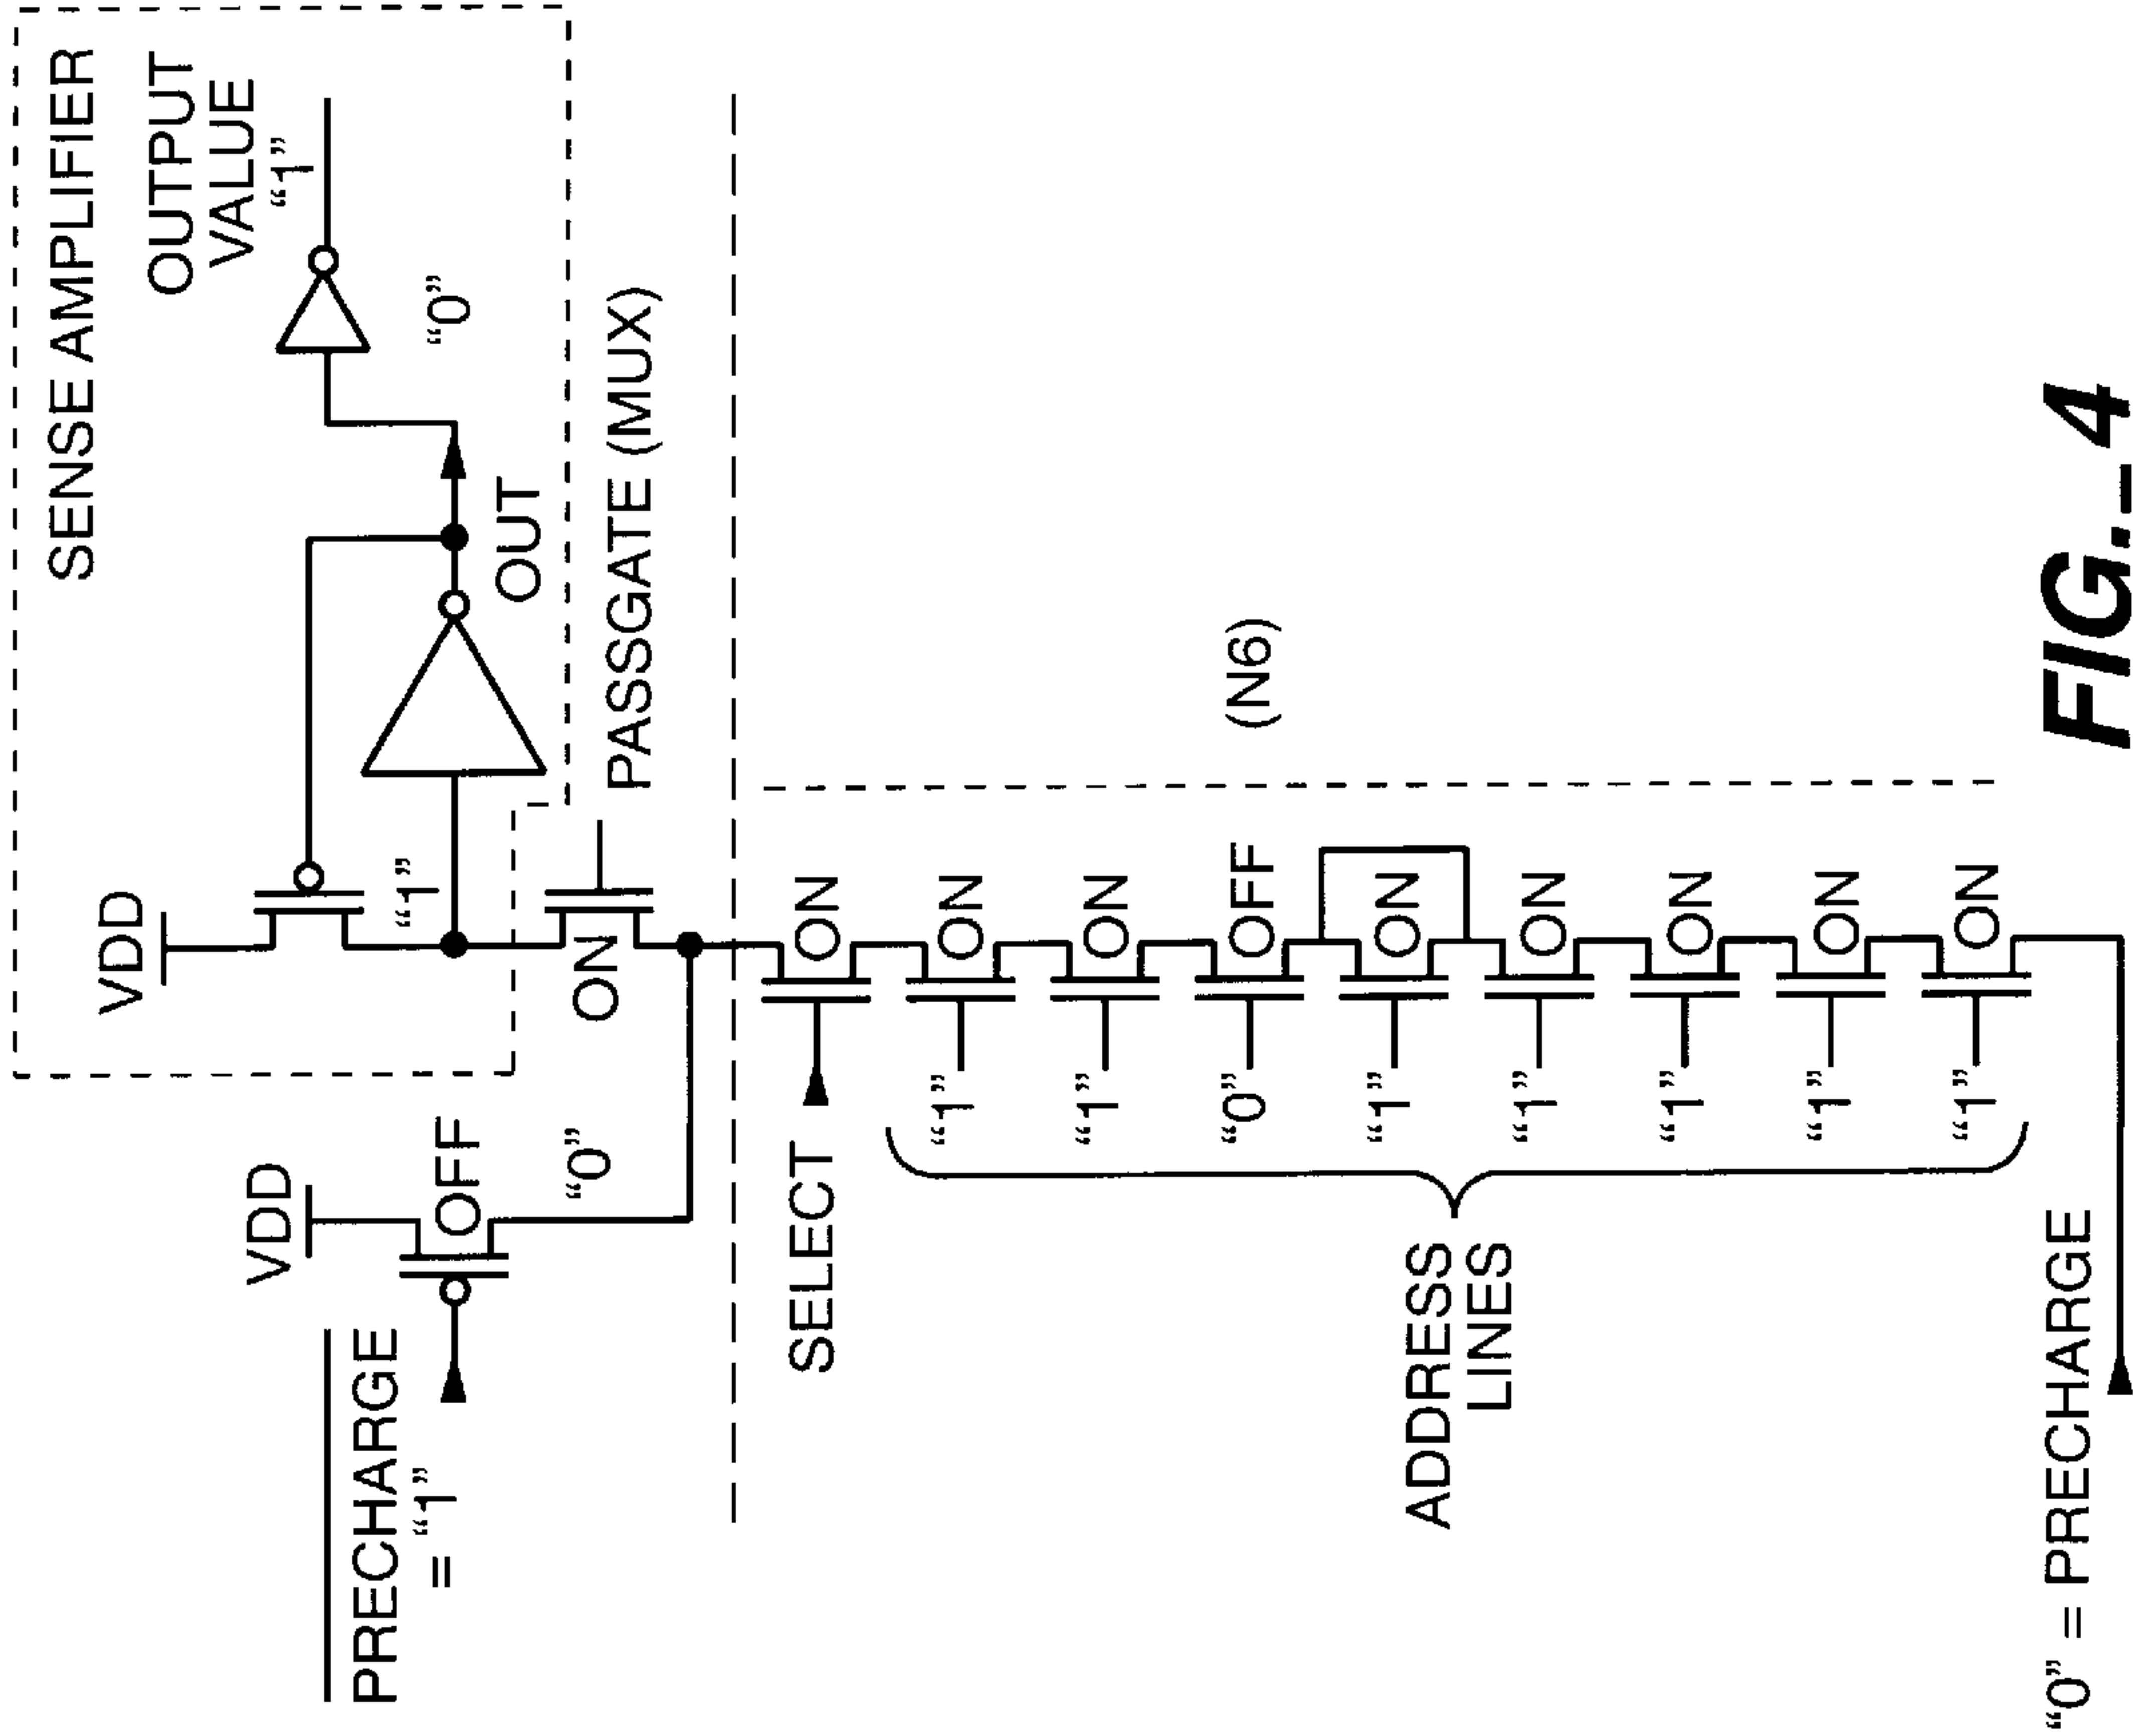 SENSE AMPLIFIER
VDD
OUTPUT
VALUE
“1”
VDD
PRECHARGE
= “1”
OFF
“1”
“0”
OUT
“0”
ON
PASSGATE (MUX)
SELECT
ON
“1”
ON
“1”
ON
“0”
OFF
(N6)
“1”
ON
ADDRESS
LINES
“1”
ON
“1”
ON
“1”
ON
“1”
ON
“0” = PRECHARGE
FIG._4